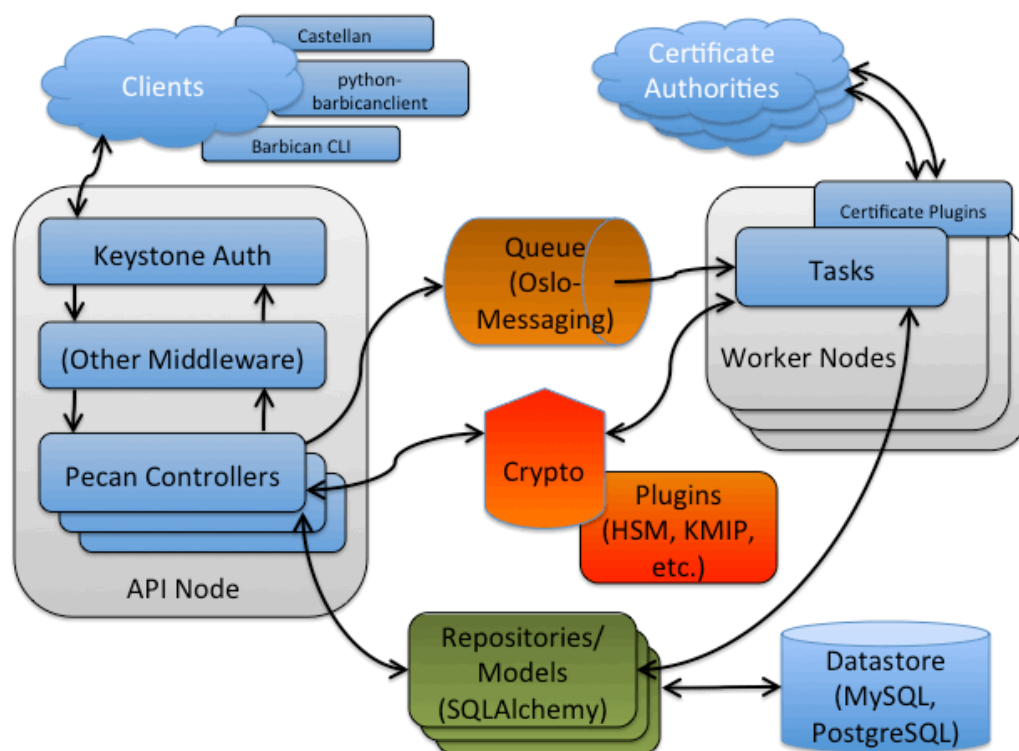 Castellan
Clients
python-
barbicanclient
Barbican CLI
Certificate
Authorities
Certificate Plugins
Keystone Auth
Queue
(Oslo-
Messaging)
Tasks
(Other Middleware)
Worker Nodes
Pecan Controllers
Crypto
Plugins
(HSM, KMIP,
etc.)
API Node
Repositories/
Models
(SQLAlchemy)
Datastore
(MySQL,
PostgreSQL)